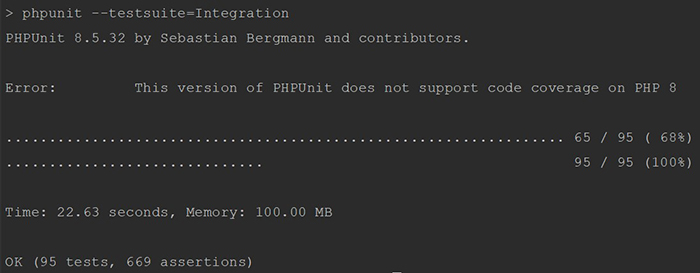 > phpunit --testsuite=Integration
PHPUnit 8.5.32 by Sebastian Bergmann and contributors.
Error:         This version of PHPUnit does not support code coverage on PHP 8
................................................................. 65 / 95 ( 68%)
..............................                                    95 / 95 (100%)
Time: 22.63 seconds, Memory: 100.00 MB
OK (95 tests, 669 assertions)